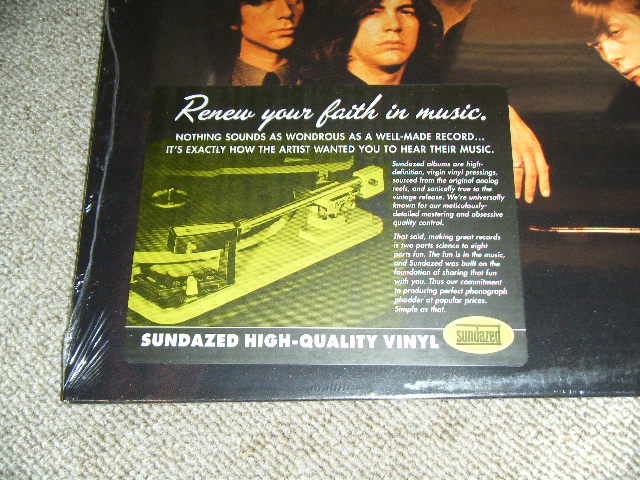 Renew your faith in music.
NOTHING SOUNDS AS WONDROUS AS A WELL-MADE RECORD...
IT'S EXACTLY HOW THE ARTIST WANTED YOU TO HEAR THEIR MUSIC.
Sundazed albums are high-
definition, virgin vinyl pressings,
sourced from the original analog
reels, and sonically true to the
vintage release. We're universally
known for our meticulously-
detailed mastering and obsessive
quality control.
That said, making great records
is two parts science to eight
parts fun. The fun is in the music,
and Sundazed was built on the
foundation of sharing that fun
with you. Thus our commitment
to producing perfect phonograph
phodder at popular prices.
Simple as that.
SUNDAZED HIGH-QUALITY VINYL
sundazed